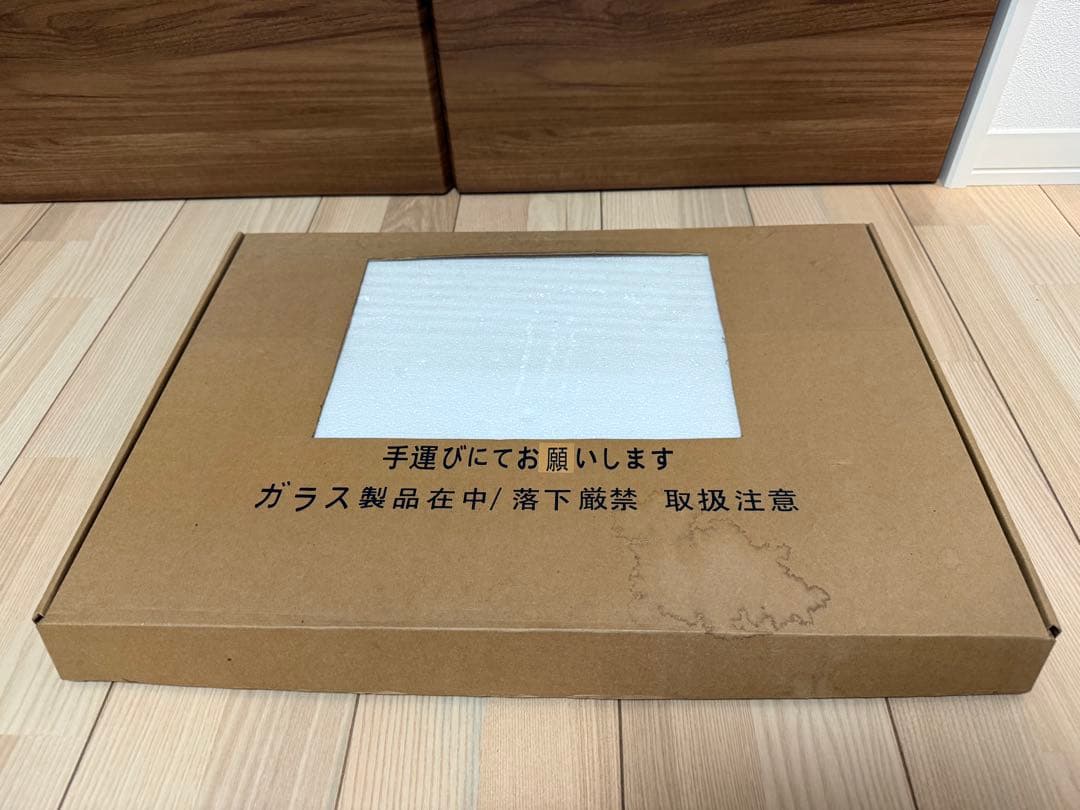 手運びにてお願いします
ガラス製品在中/落下厳禁 取扱注意